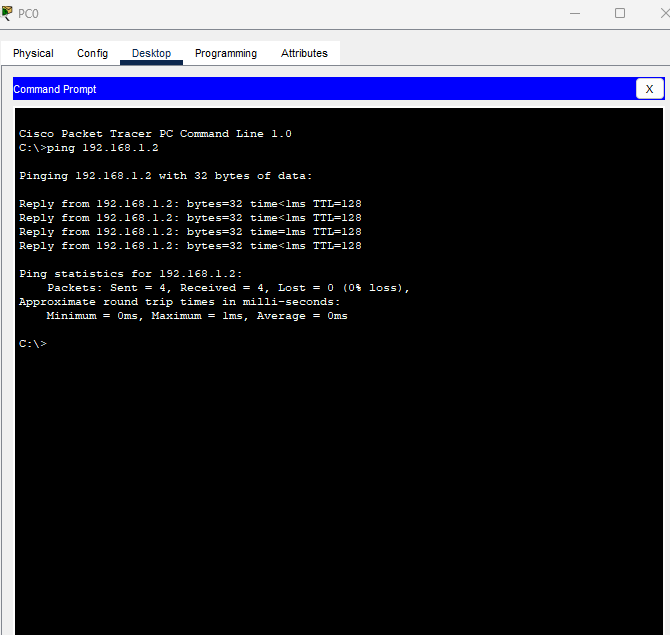 PC0
Physical Config Desktop Programming Attributes
Command Prompt X
Cisco Packet Tracer PC Command Line 1.0
C:\>ping 192.168.1.2
Pinging 192.168.1.2 with 32 bytes of data:
Reply from 192.168.1.2: bytes=32 time<1ms TTL=128
Reply from 192.168.1.2: bytes=32 time<1ms TTL=128
Reply from 192.168.1.2: bytes=32 time=1ms TTL=128
Reply from 192.168.1.2: bytes=32 time<1ms TTL=128
Ping statistics for 192.168.1.2:
Packets: Sent = 4, Received = 4, Lost = 0 (0% loss),
Approximate round trip times in milli-seconds:
Minimum = 0ms, Maximum = 1ms, Average = 0ms
C:\>